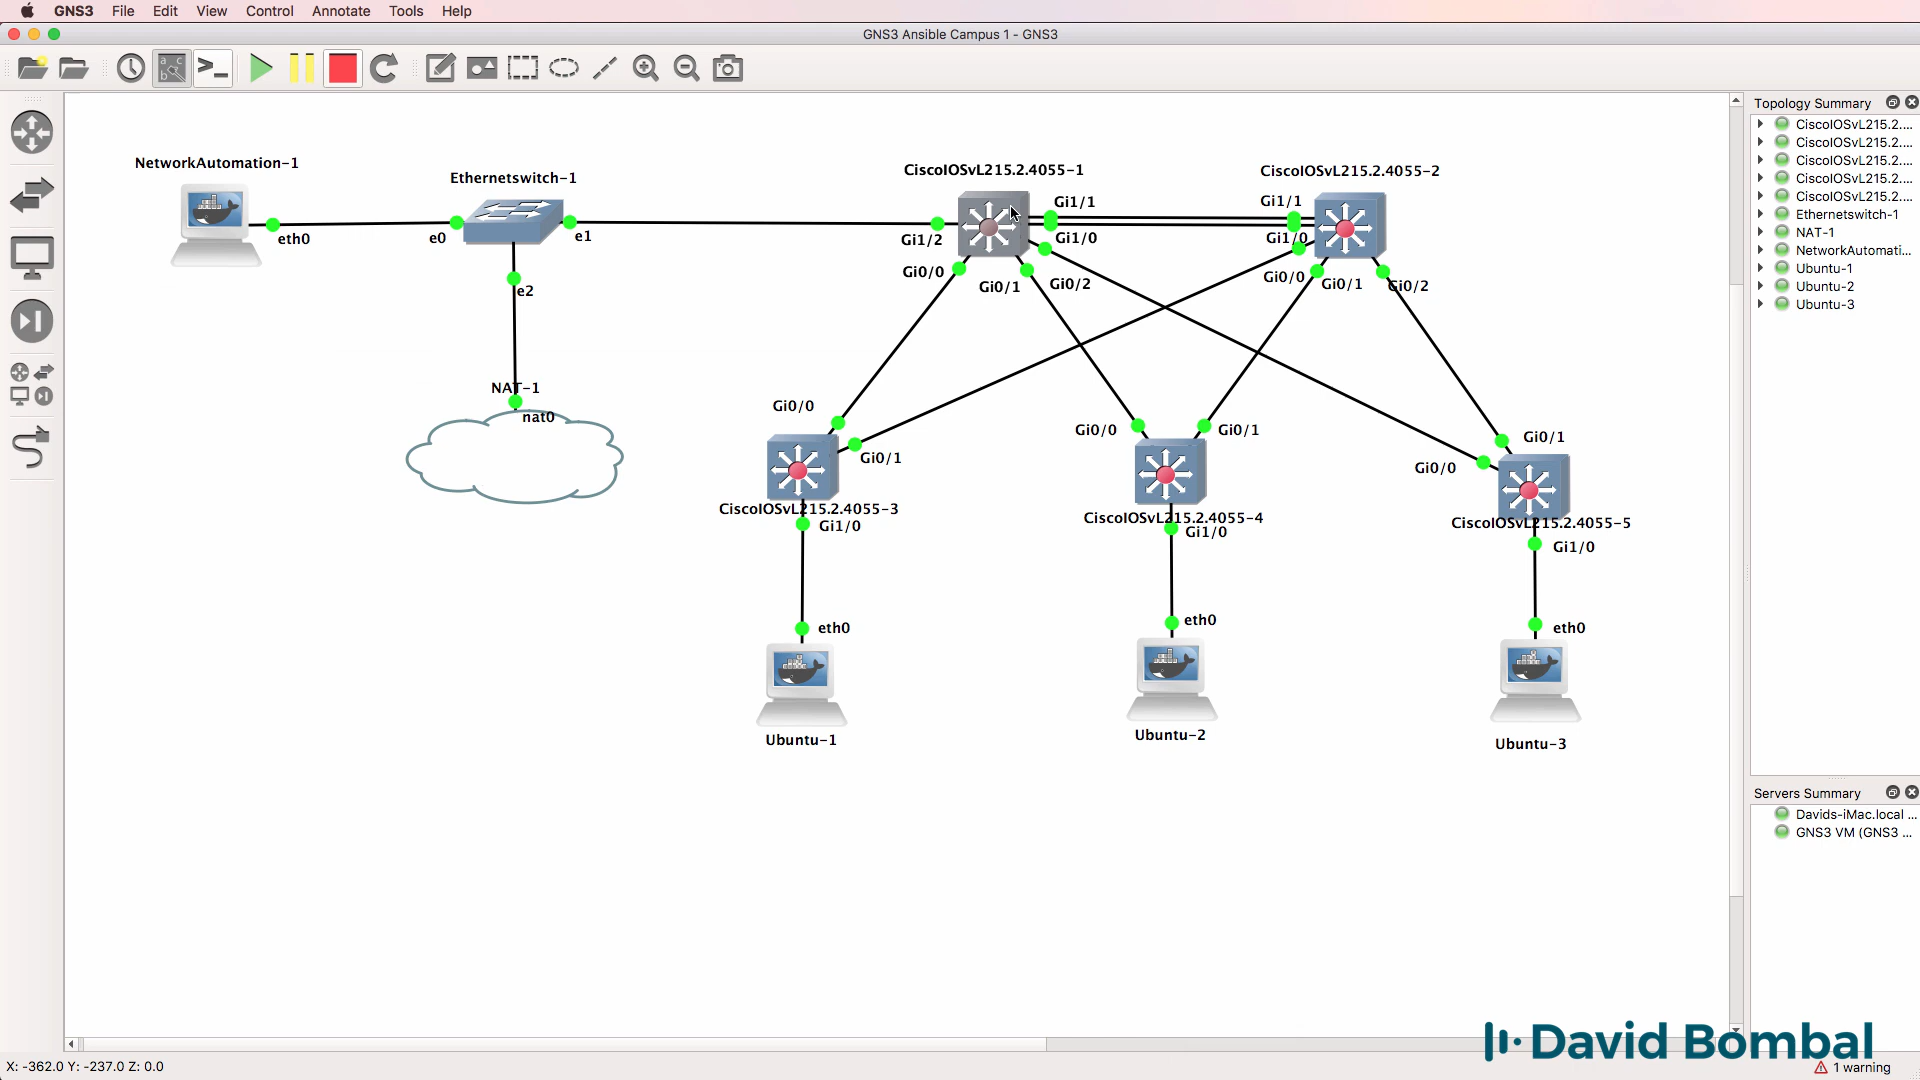 GNS3 File Edit View Control Annotate Tools Help
GNS3 Ansible Campus 1 - GNS3
Topology Summary
CiscoIOSvL215.2....
CiscoIOSvL215.2....
CiscoIOSvL215.2....
CiscoIOSvL215.2....
CiscoIOSvL215.2....
Ethernetswitch-1
NAT-1
NetworkAutomati...
Ubuntu-1
Ubuntu-2
Ubuntu-3
NetworkAutomation-1
Ethernetswitch-1
CiscoIOSvL215.2.4055-1
CiscoIOSvL215.2.4055-2
eth0
e0
e1
e2
Gi1/2
Gi1/1
Gi1/1
Gi1/0
Gi1/0
Gi0/0
Gi0/1
Gi0/2
Gi0/0
Gi0/1
Gi0/2
NAT-1
nat0
Gi0/0
Gi0/1
Gi0/0
Gi0/1
Gi0/0
Gi0/1
CiscoIOSvL215.2.4055-3
CiscoIOSvL215.2.4055-4
CiscoIOSvL215.2.4055-5
Gi1/0
Gi1/0
Gi1/0
eth0
eth0
eth0
Ubuntu-1
Ubuntu-2
Ubuntu-3
Servers Summary
Davids-iMac.local ...
GNS3 VM (GNS3 ...
David Bombal
X: -362.0 Y: -237.0 Z: 0.0
1 warning